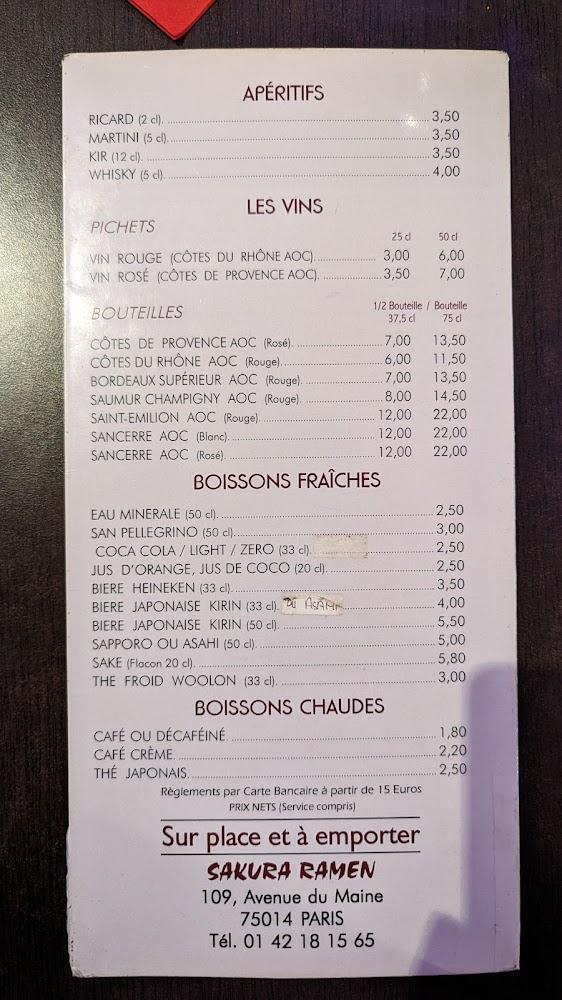 APÉRITIFS
RICARD (2 cl). 3,50
MARTINI (5 cl). 3,50
KIR (12 cl). 3,50
WHISKY (5 cl). 4,00
LES VINS
PICHETS
25 cl 50 cl
VIN ROUGE (CÔTES DU RHÔNE AOC). 3,00 6,00
VIN ROSÉ (CÔTES DE PROVENCE AOC). 3,50 7,00
BOUTEILLES
1/2 Bouteille / Bouteille
37,5 cl 75 cl
CÔTES DE PROVENCE AOC (Rosé). 7,00 13,50
CÔTES DU RHÔNE AOC (Rouge). 6,00 11,50
BORDEAUX SUPÉRIEUR AOC (Rouge). 7,00 13,50
SAUMUR CHAMPIGNY AOC (Rouge). 8,00 14,50
SAINT-EMILION AOC (Rouge). 12,00 22,00
SANCERRE AOC (Blanc). 12,00 22,00
SANCERRE AOC (Rosé). 12,00 22,00
BOISSONS FRAÎCHES
EAU MINERALE (50 cl). 2,50
SAN PELLEGRINO (50 cl). 3,00
COCA COLA / LIGHT / ZERO (33 cl). 2,50
JUS D'ORANGE, JUS DE COCO (20 cl). 2,50
BIERE HEINEKEN (33 cl). 3,50
BIERE JAPONAISE KIRIN (33 cl). OU ASAHI 4,00
BIERE JAPONAISE KIRIN (50 cl). 5,50
SAPPORO OU ASAHI (50 cl). 5,00
SAKE (Flacon 20 cl). 5,80
THE FROID WOOLON (33 cl). 3,00
BOISSONS CHAUDES
CAFÉ OU DÉCAFÉINÉ. 1,80
CAFÉ CRÈME. 2,20
THÉ JAPONAIS. 2,50
Règlements par Carte Bancaire à partir de 15 Euros
PRIX NETS (Service compris)
Sur place et à emporter
SAKURA RAMEN
109, Avenue du Maine
75014 PARIS
Tél. 01 42 18 15 65